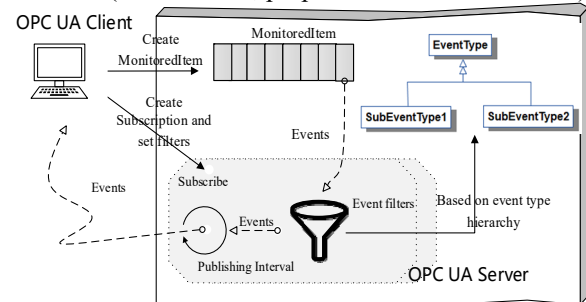 OPC UA Client
Create
MonitoredItem
MonitoredItem
EventType
SubEventType1
SubEventType2
Create
Subscription and
set filters
Events
Events
Subscribe
Events
Event filters
Based on event type
hierarchy
Publishing Interval
OPC UA Server